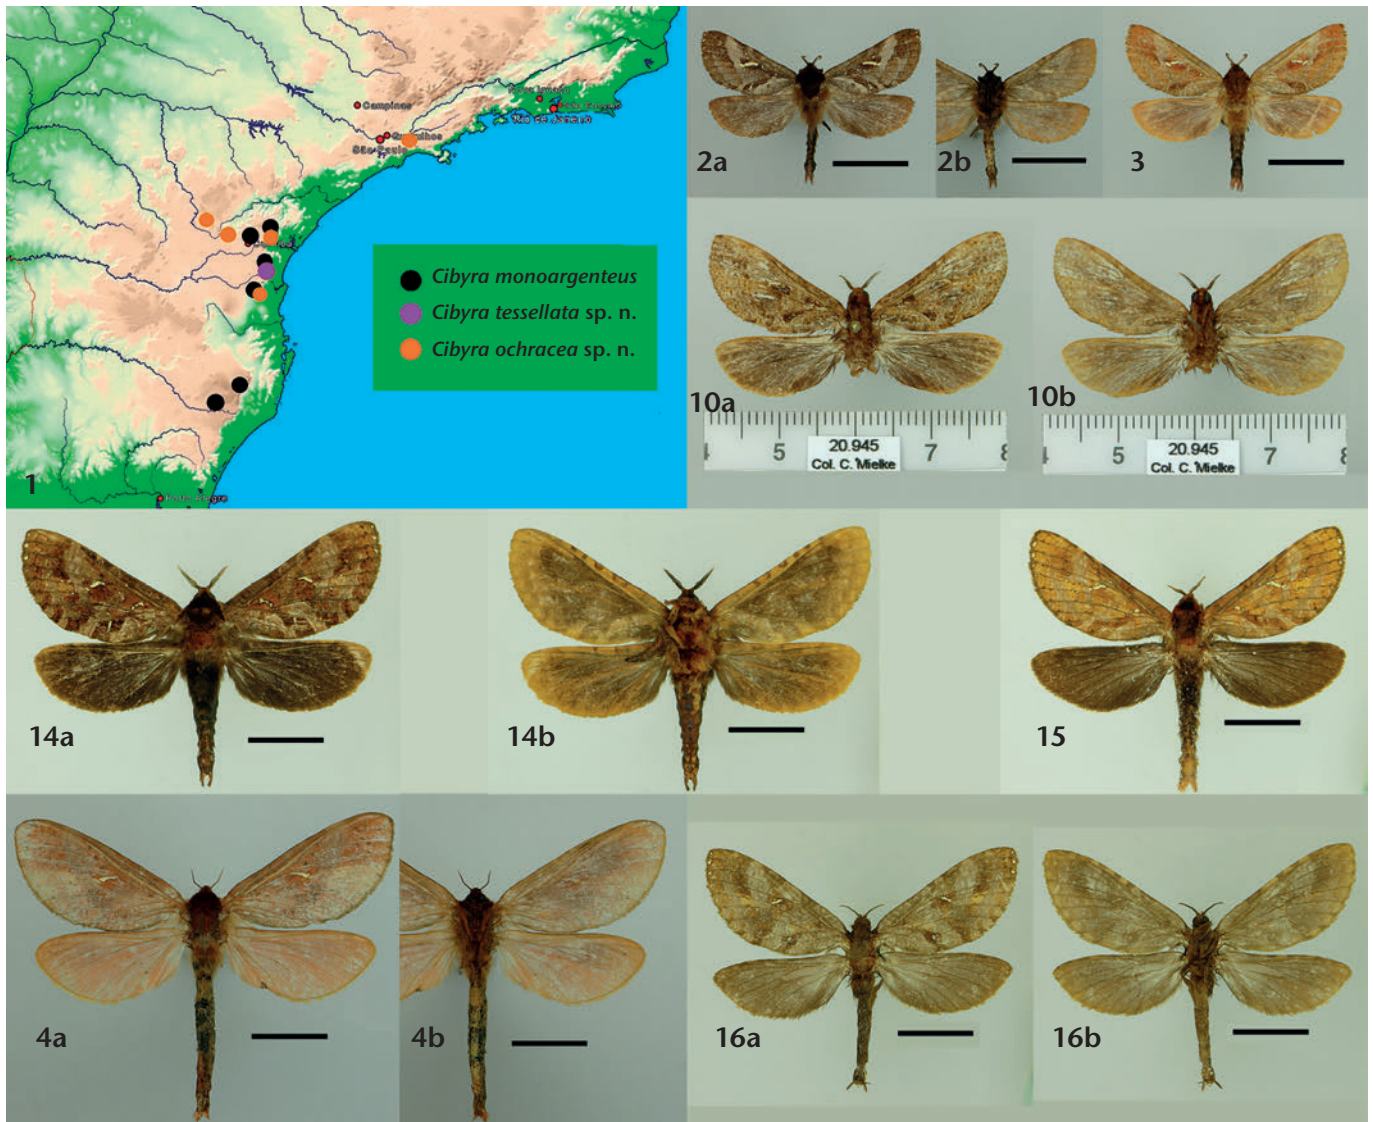 Campinas
São Paulo
Rio de Janeiro
Cibyra monoargenteus
Cibyra tessellata sp. n.
Cibyra ochracea sp. n.
Porto Alegre
1
2a
2b
3
10a
10b
5
20.945
Col. C. Mielke
7
5
20.945
Col. C. Mielke
7
14a
14b
15
4a
4b
16a
16b